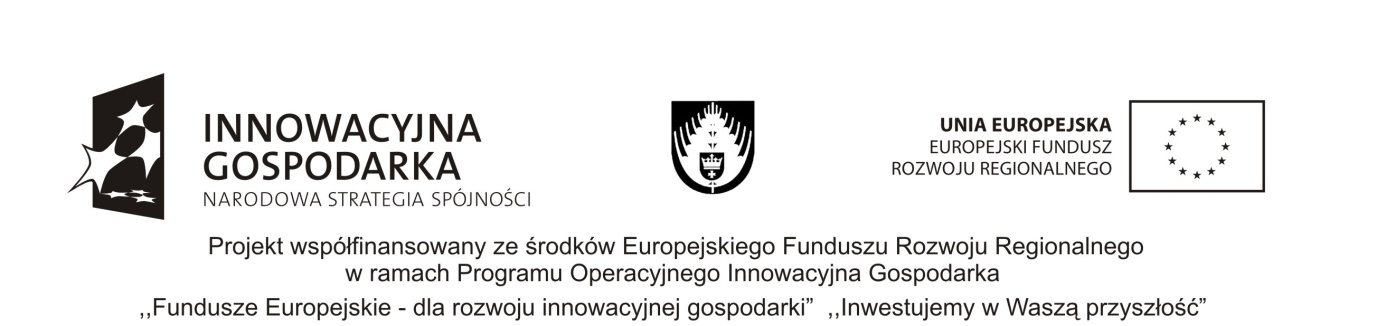 INNOWACYJNA
GOSPODARKA
NARODOWA STRATEGIA SPÓJNOŚCI
UNIA EUROPEJSKA
EUROPEJSKI FUNDUSZ
ROZWOJU REGIONALNEGO
Projekt współfinansowany ze środków Europejskiego Funduszu Rozwoju Regionalnego
w ramach Programu Operacyjnego Innowacyjna Gospodarka
,,Fundusze Europejskie - dla rozwoju innowacyjnej gospodarki” ,,Inwestujemy w Waszą przyszłość”